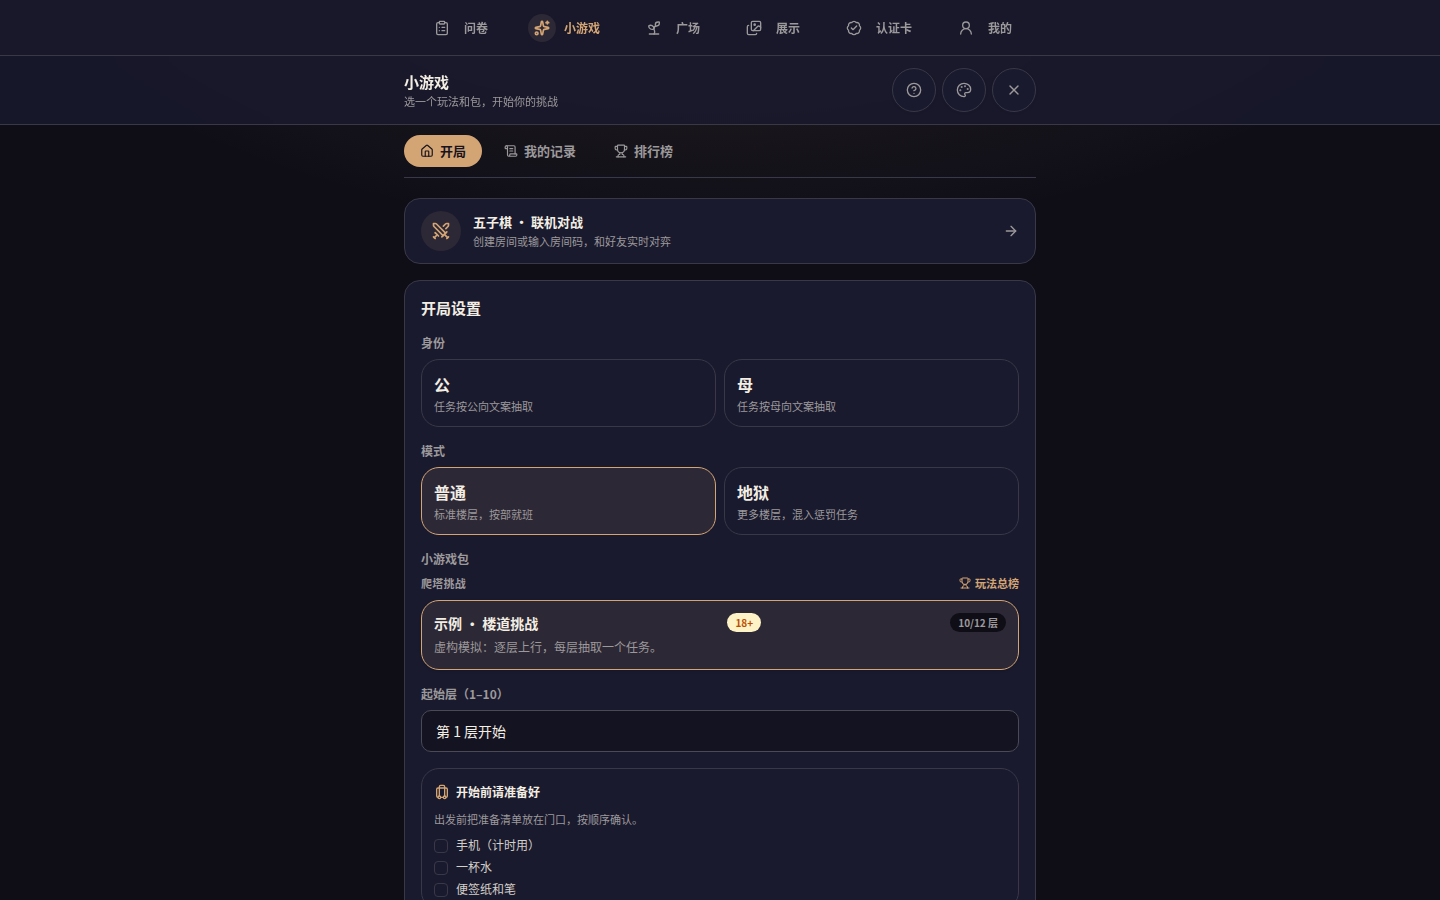 问卷
小游戏
广场
展示
认证卡
我的
小游戏
选一个玩法和包，开始你的挑战
开局
我的记录
排行榜
五子棋 · 联机对战
创建房间或输入房间码，和好友实时对弈
开局设置
身份
公
任务按公向文案抽取
母
任务按母向文案抽取
模式
普通
标准楼层，按部就班
地狱
更多楼层，混入惩罚任务
小游戏包
爬塔挑战
玩法总榜
示例 · 楼道挑战
18+
10/12 层
虚构模拟：逐层上行，每层抽取一个任务。
起始层（1–10）
第 1 层开始
开始前请准备好
出发前把准备清单放在门口，按顺序确认。
手机（计时用）
一杯水
便签纸和笔